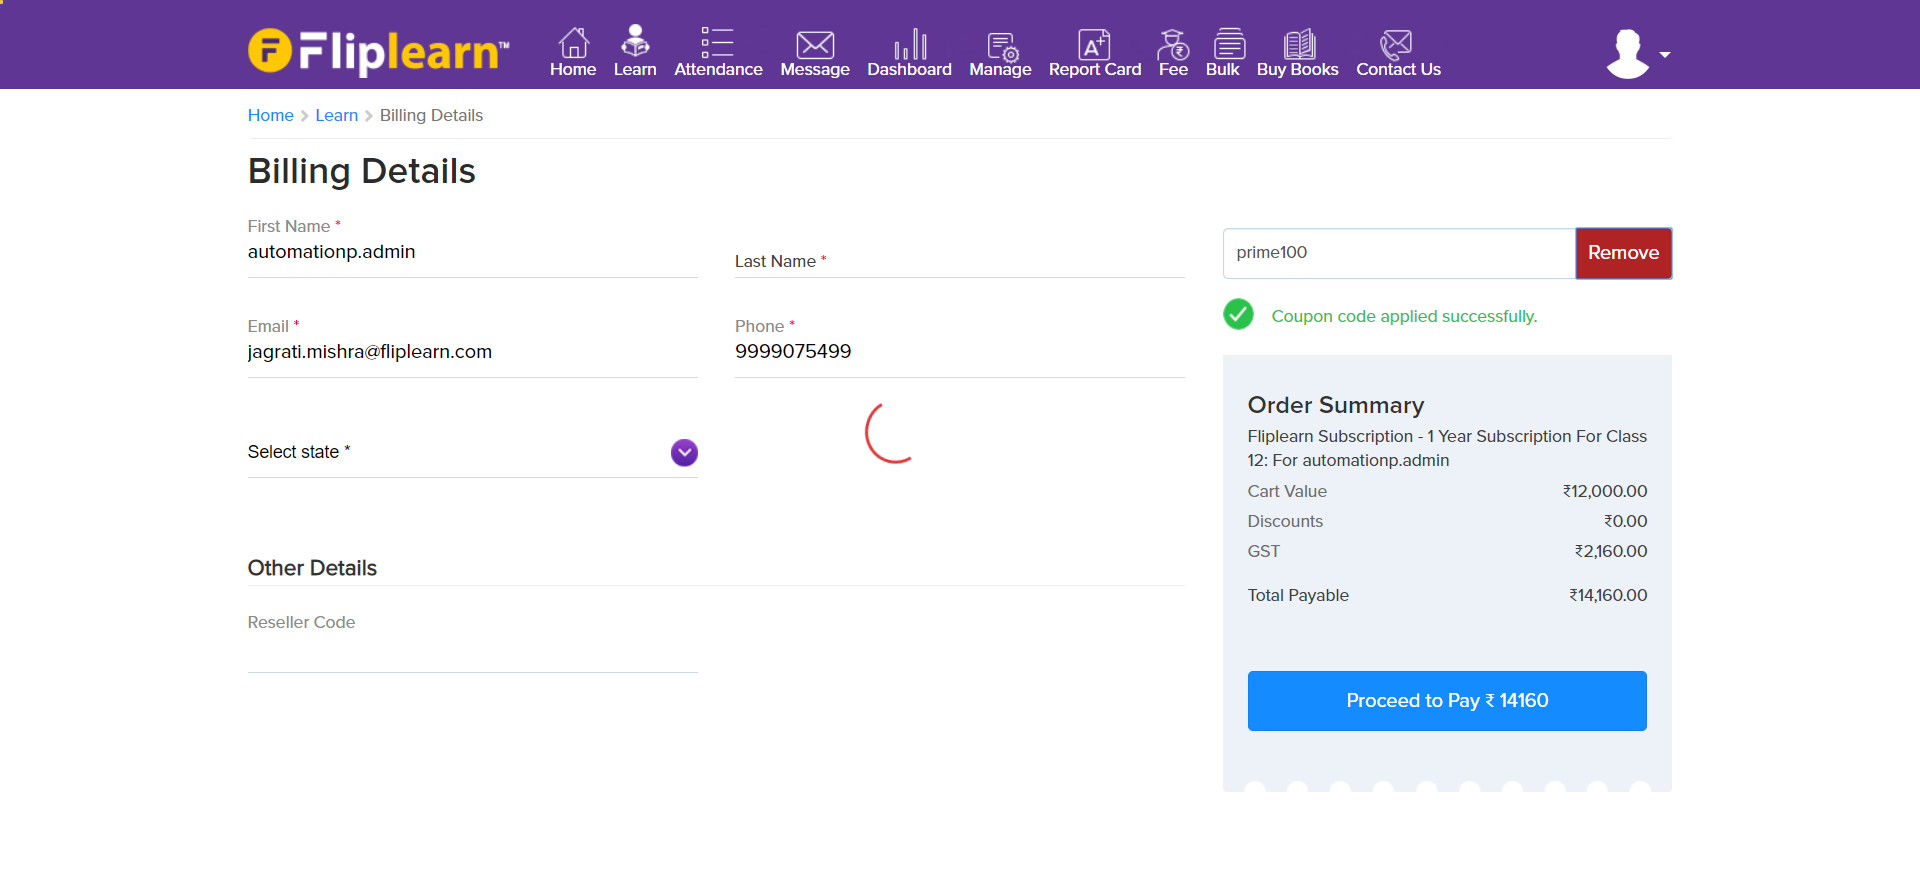 Fliplearn™
Home Learn Attendance Message Dashboard Manage Report Card Fee Bulk Buy Books Contact Us
Home Learn Billing Details
Billing Details
First Name *
automationp.admin
Last Name *
Email *
jagrati.mishra@fliplearn.com
Phone *
9999075499
Select state *
Other Details
Reseller Code
prime100 Remove
Coupon code applied successfully.
Order Summary
Fliplearn Subscription - 1 Year Subscription For Class
12: For automationp.admin
Cart Value ₹12,000.00
Discounts ₹0.00
GST ₹2,160.00
Total Payable ₹14,160.00
Proceed to Pay ₹ 14160